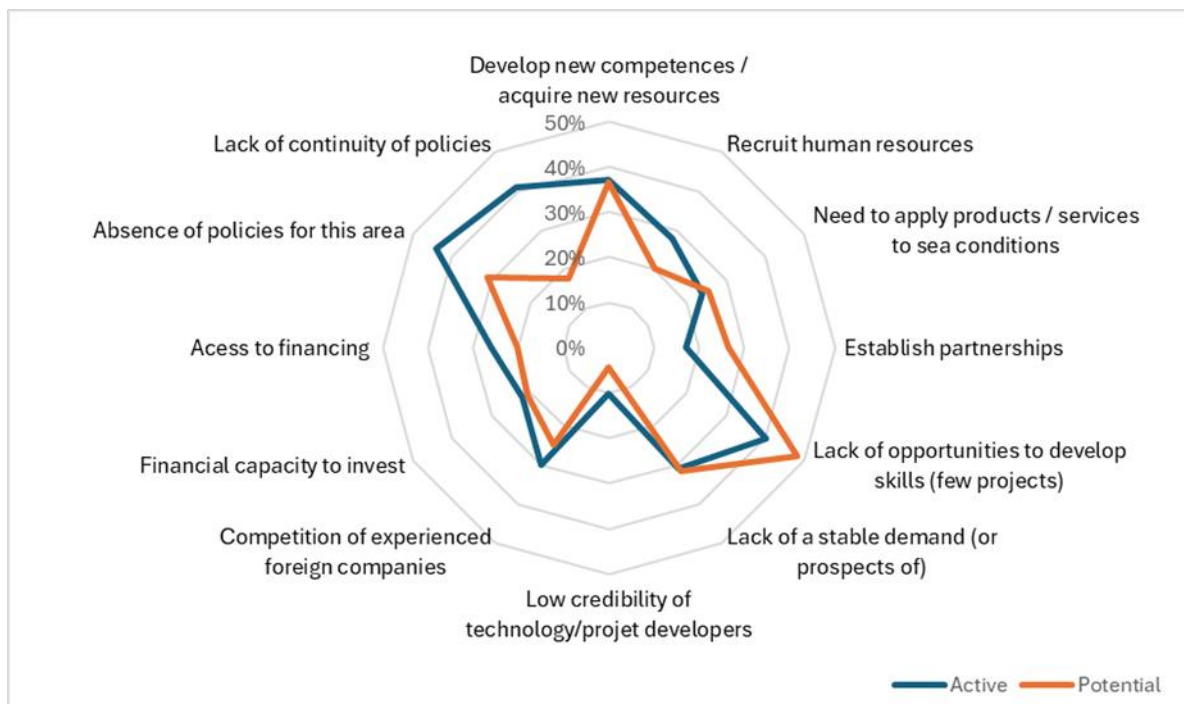 Develop new competences /
acquire new resources
50%
Lack of continuity of policies
Recruit human resources
40%
Absence of policies for this area
30%
Need to apply products / services
to sea conditions
20%
10%
Acess to financing
0%
Establish partnerships
Financial capacity to invest
Lack of opportunities to develop
skills (few projects)
Competition of experienced
foreign companies
Lack of a stable demand (or
prospects of)
Low credibility of
technology/projet developers
Active
Potential